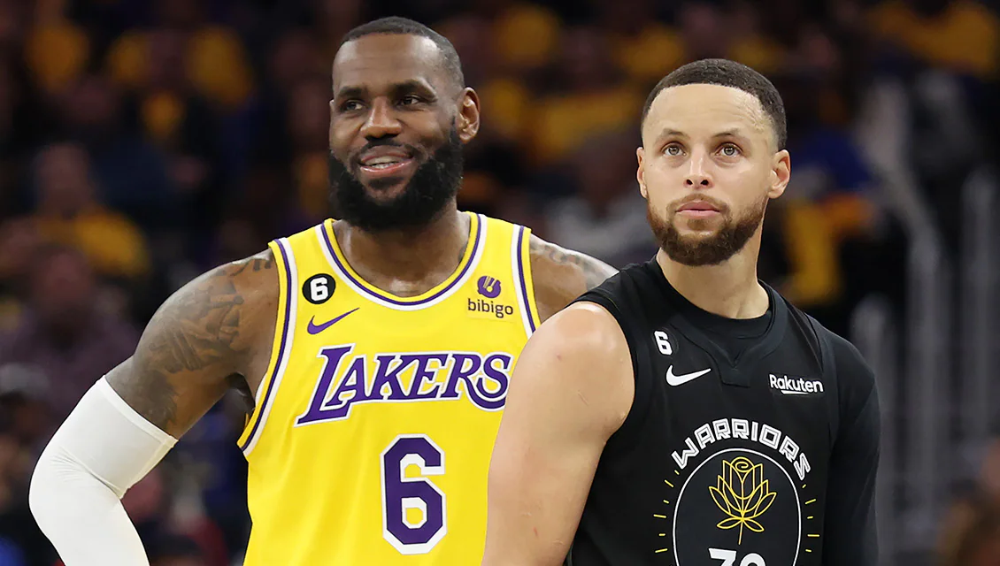 6
bibigo
LAKERS
6
6
Rakuten
WARRIORS